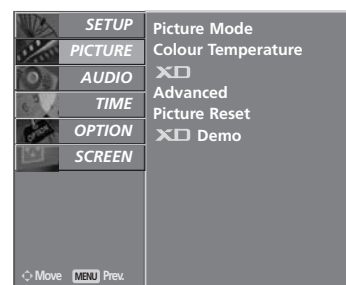 SETUP
PICTURE
AUDIO
TIME
OPTION
SCREEN
Move MENU Prev.
Picture Mode
Colour Temperature
XD
Advanced
Picture Reset
XD Demo